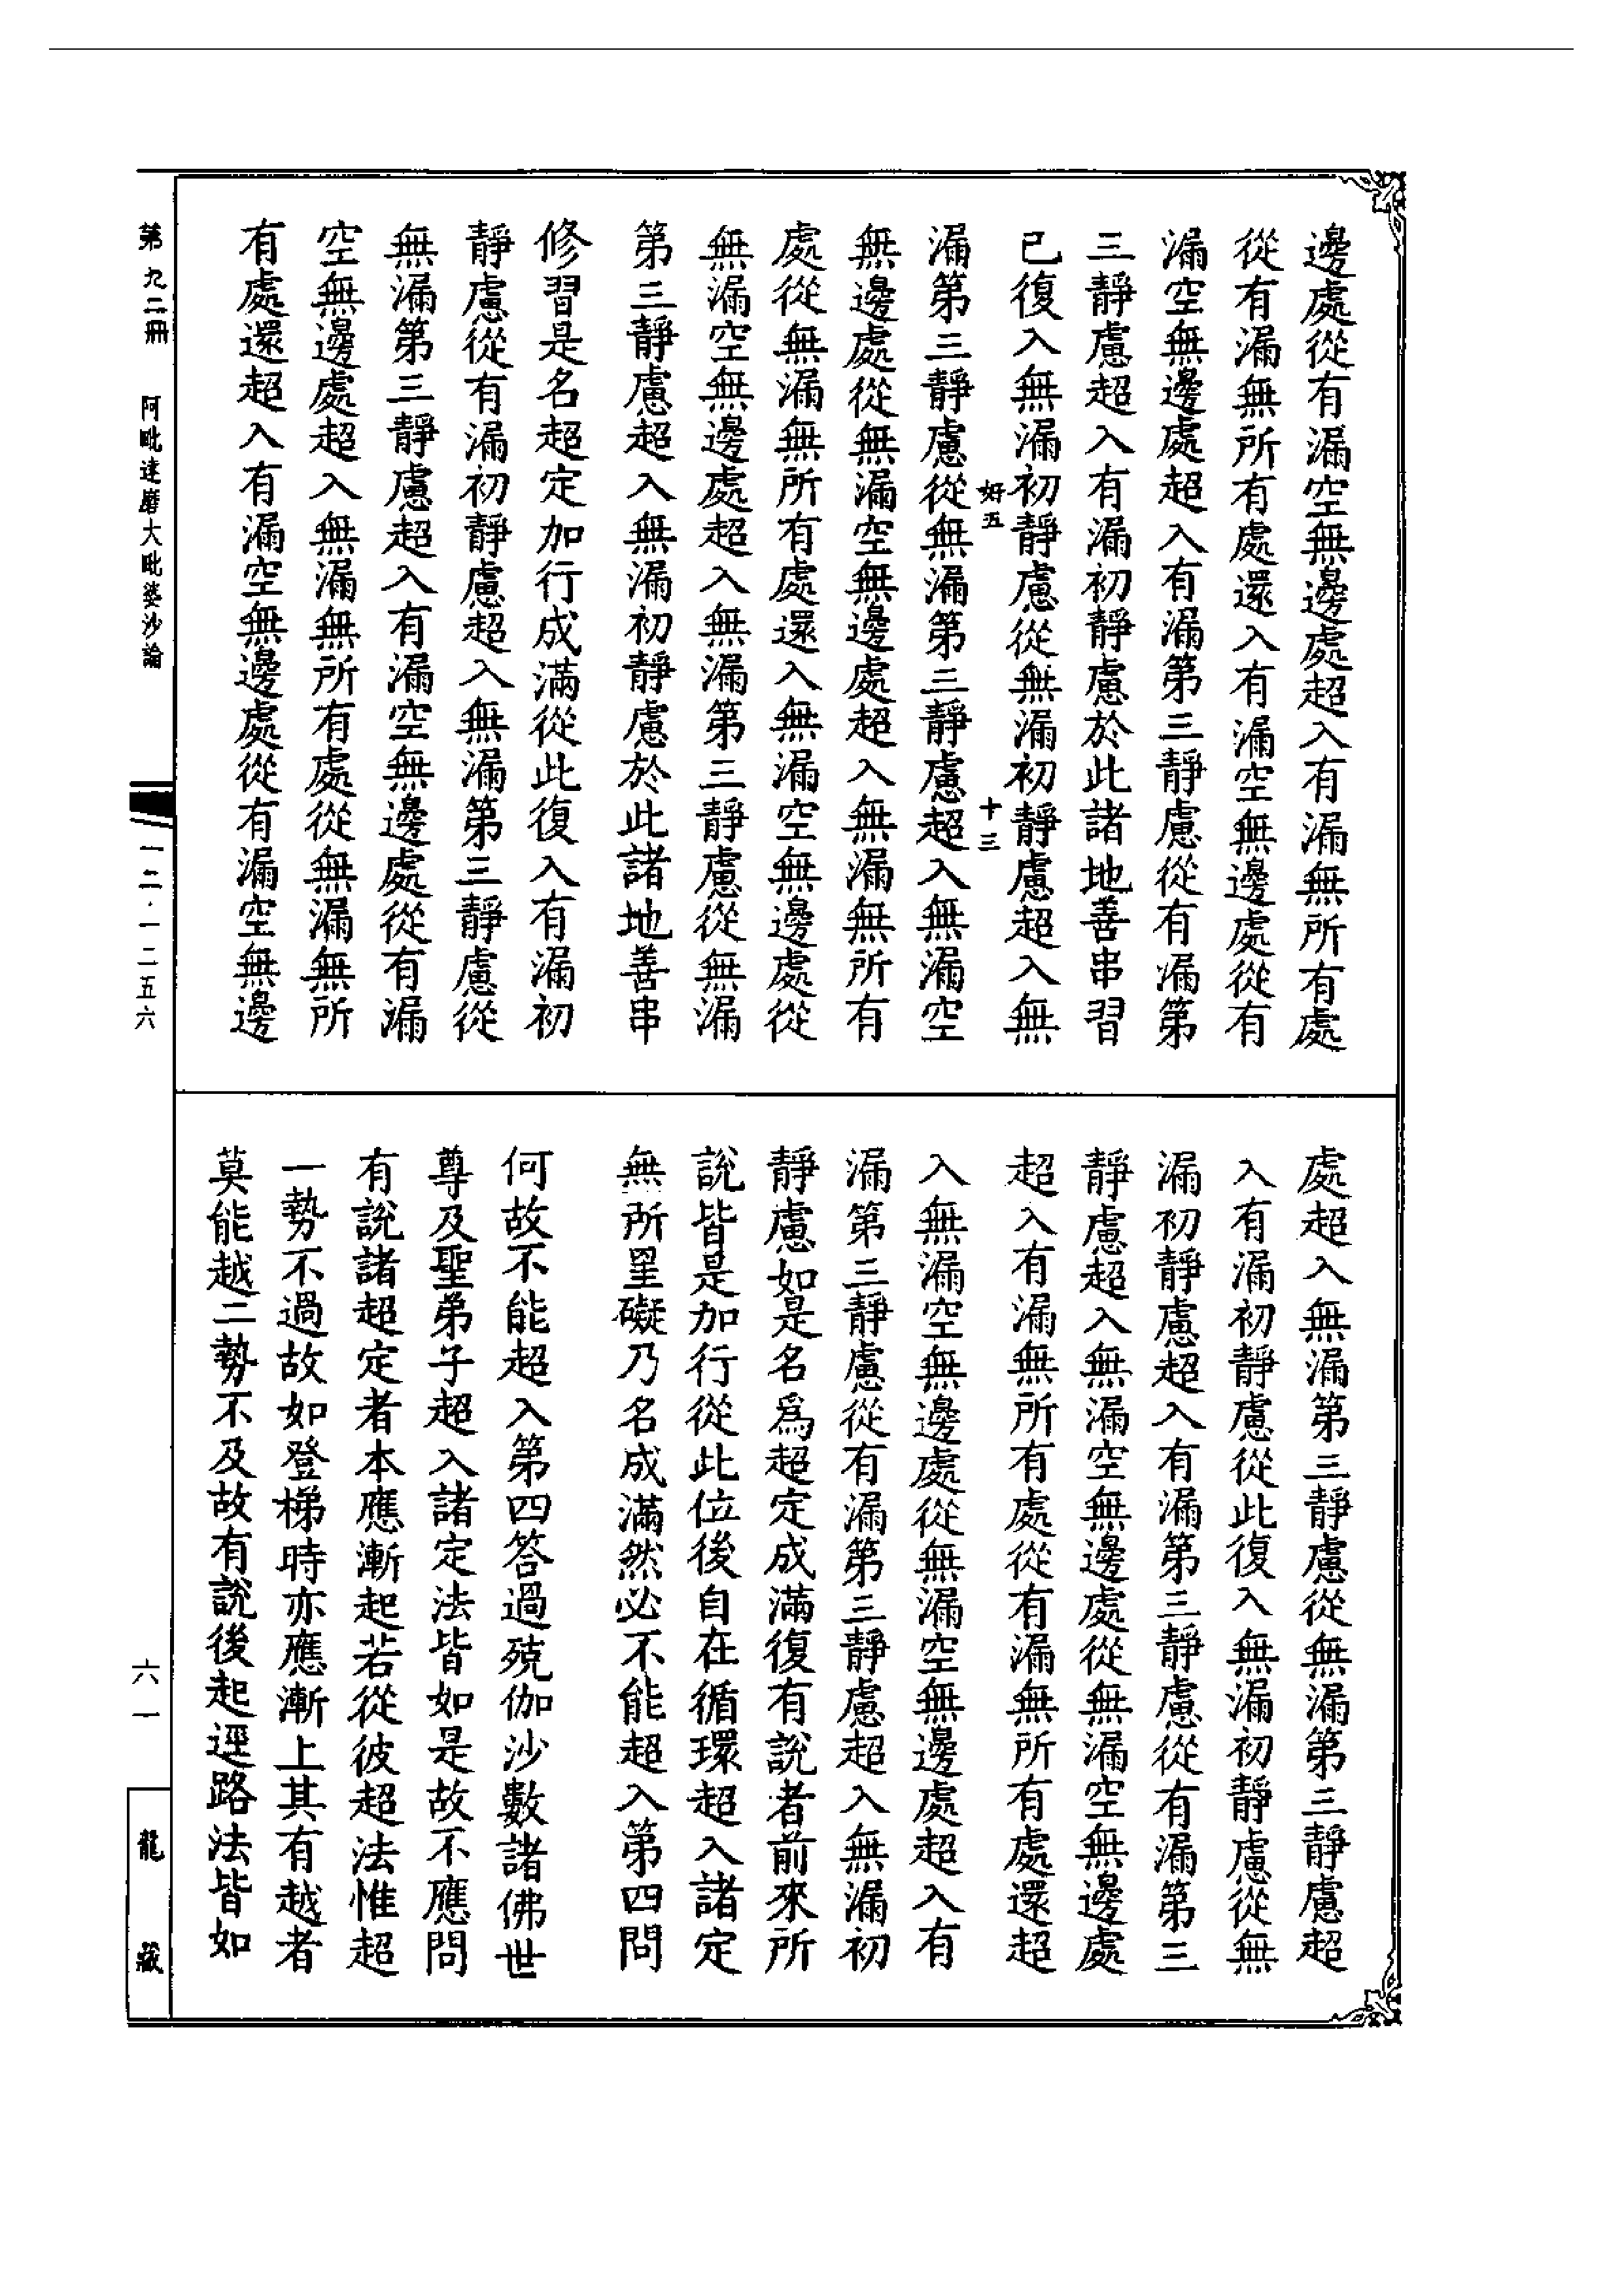 邊處從有漏空無邊處超入有漏無所有處
從有漏無所有處還入有漏空無邊處從有
漏空無邊處超入有漏第三靜慮從有漏第
三靜慮超入有漏初靜慮於此諸地善串習
已復入無漏初靜慮從無漏初靜慮超入無
好五
十三
漏第三靜慮從無漏第三靜慮超入無漏空
無邊處從無漏空無邊處超入無漏無所有
處從無漏無所有處還入無漏空無邊處從
無漏空無邊處超入無漏第三靜慮從無漏
第三靜慮超入無漏初靜慮於此諸地善串
修習是名超定加行成滿從此復入有漏初
靜慮從有漏初靜慮超入無漏第三靜慮從
無漏第三靜慮超入有漏空無邊處從有漏
空無邊處超入無漏無所有處從無漏無所
有處還超入有漏空無邊處從有漏空無邊
處超入無漏第三靜慮從無漏第三靜慮超
入有漏初靜慮從此復入無漏初靜慮從無
漏初靜慮超入有漏第三靜慮從有漏第三
靜慮超入無漏空無邊處從無漏空無邊處
超入有漏無所有處從有漏無所有處還超
入無漏空無邊處從無漏空無邊處超入有
漏第三靜慮從有漏第三靜慮超入無漏初
靜慮如是名爲超定成滿復有說者前來所
說皆是加行從此位後自在循環超入諸定
無所罣礙乃名成滿然必不能超入第四問
何故不能超入第四答過殑伽沙數諸佛世
尊及聖弟子超入諸定法皆如是故不應問
有說諸超定者本應漸起若從彼超法惟超
一勢不過故如登梯時亦應漸上其有越者
莫能越二勢不及故有說後起逕路法皆如
第九二冊
阿毗達磨大毗婆沙論
一二·一二五六
六一
龍藏